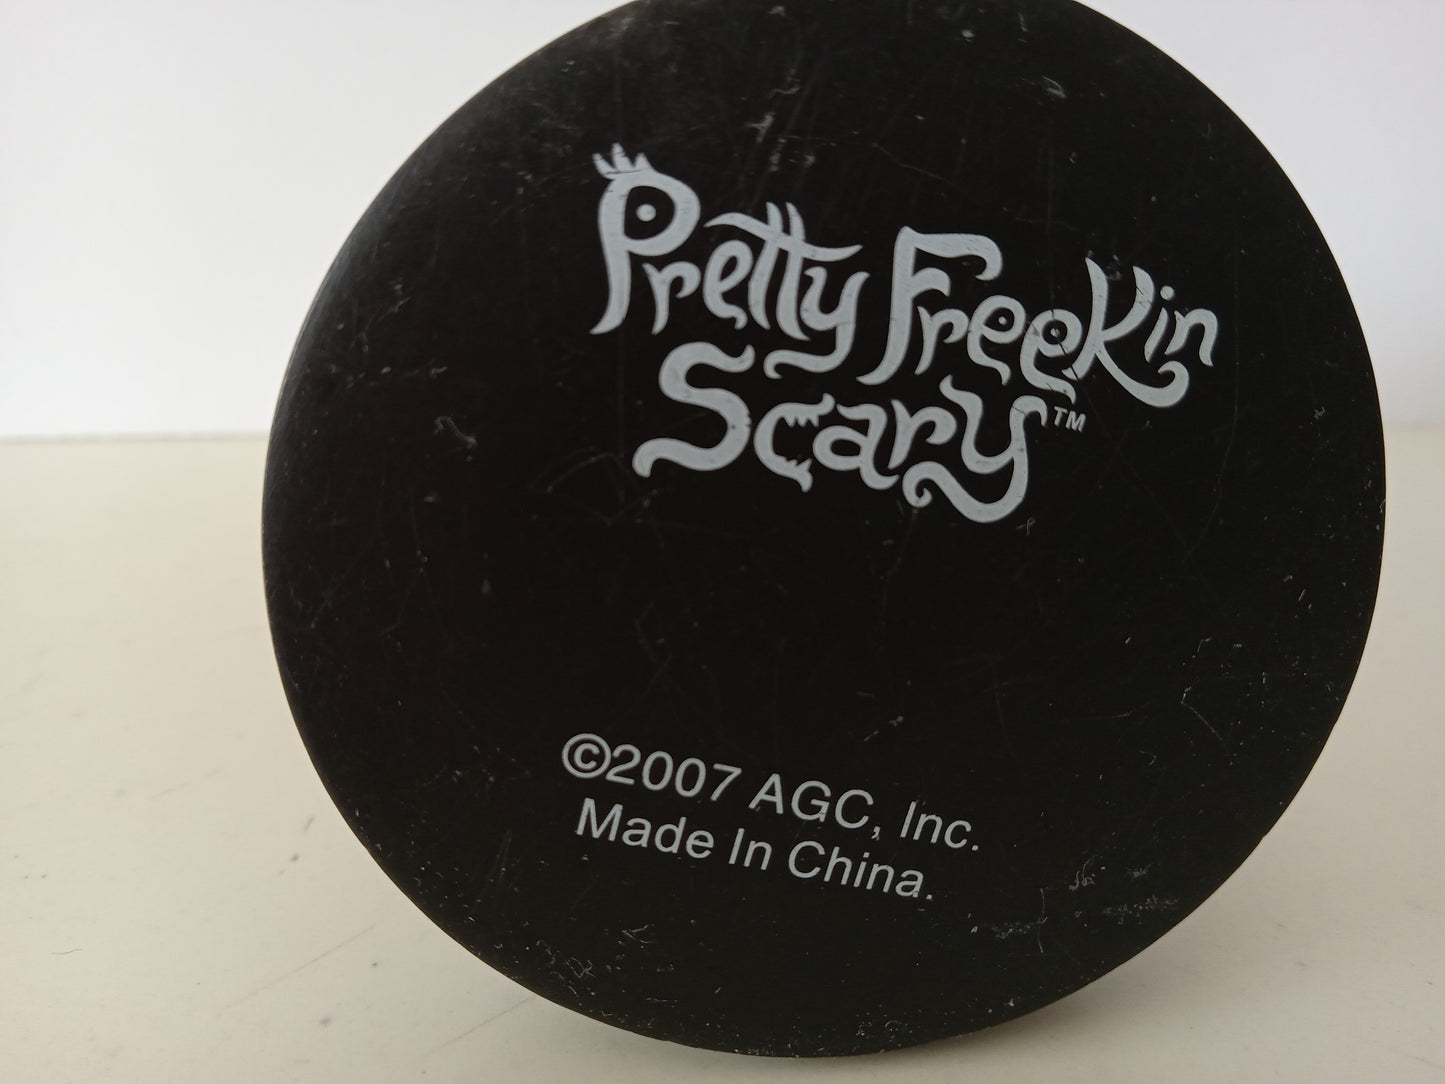 Pretty Freekin
Scary™
©2007 AGC, Inc.
Made In China.